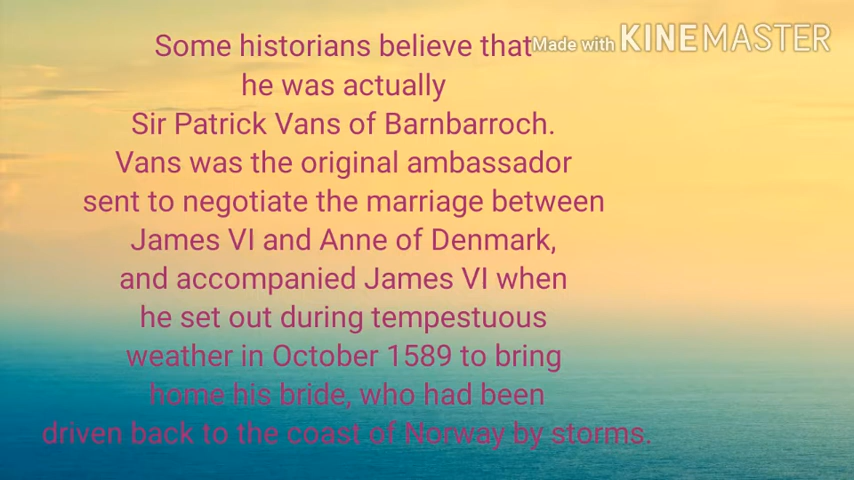 Some historians believe that
Made with KINEMASTER
he was actually
Sir Patrick Vans of Barnbarroch.
Vans was the original ambassador
sent to negotiate the marriage between
James VI and Anne of Denmark,
and accompanied James VI when
he set out during tempestuous
weather in October 1589 to bring
home his bride, who had been
driven back to the coast of Norway by storms.